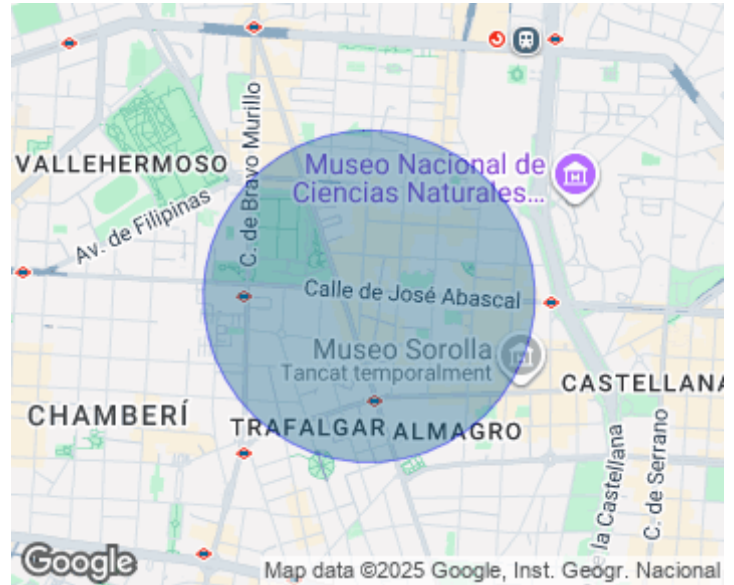 C. de Bravo Murillo
VALLEHERMOSO
Museo Nacional de
Ciencias Naturales...
Av. de Filipinas
Calle de José Abascal
Museo Sorolla
Tancat temporalment
CASTELLANA
CHAMBERÍ
TRAFALGAR
ALMAGRO
e la Castellana
C. de Serrano
Google
Map data ©2025 Google, Inst. Geogr. Nacional